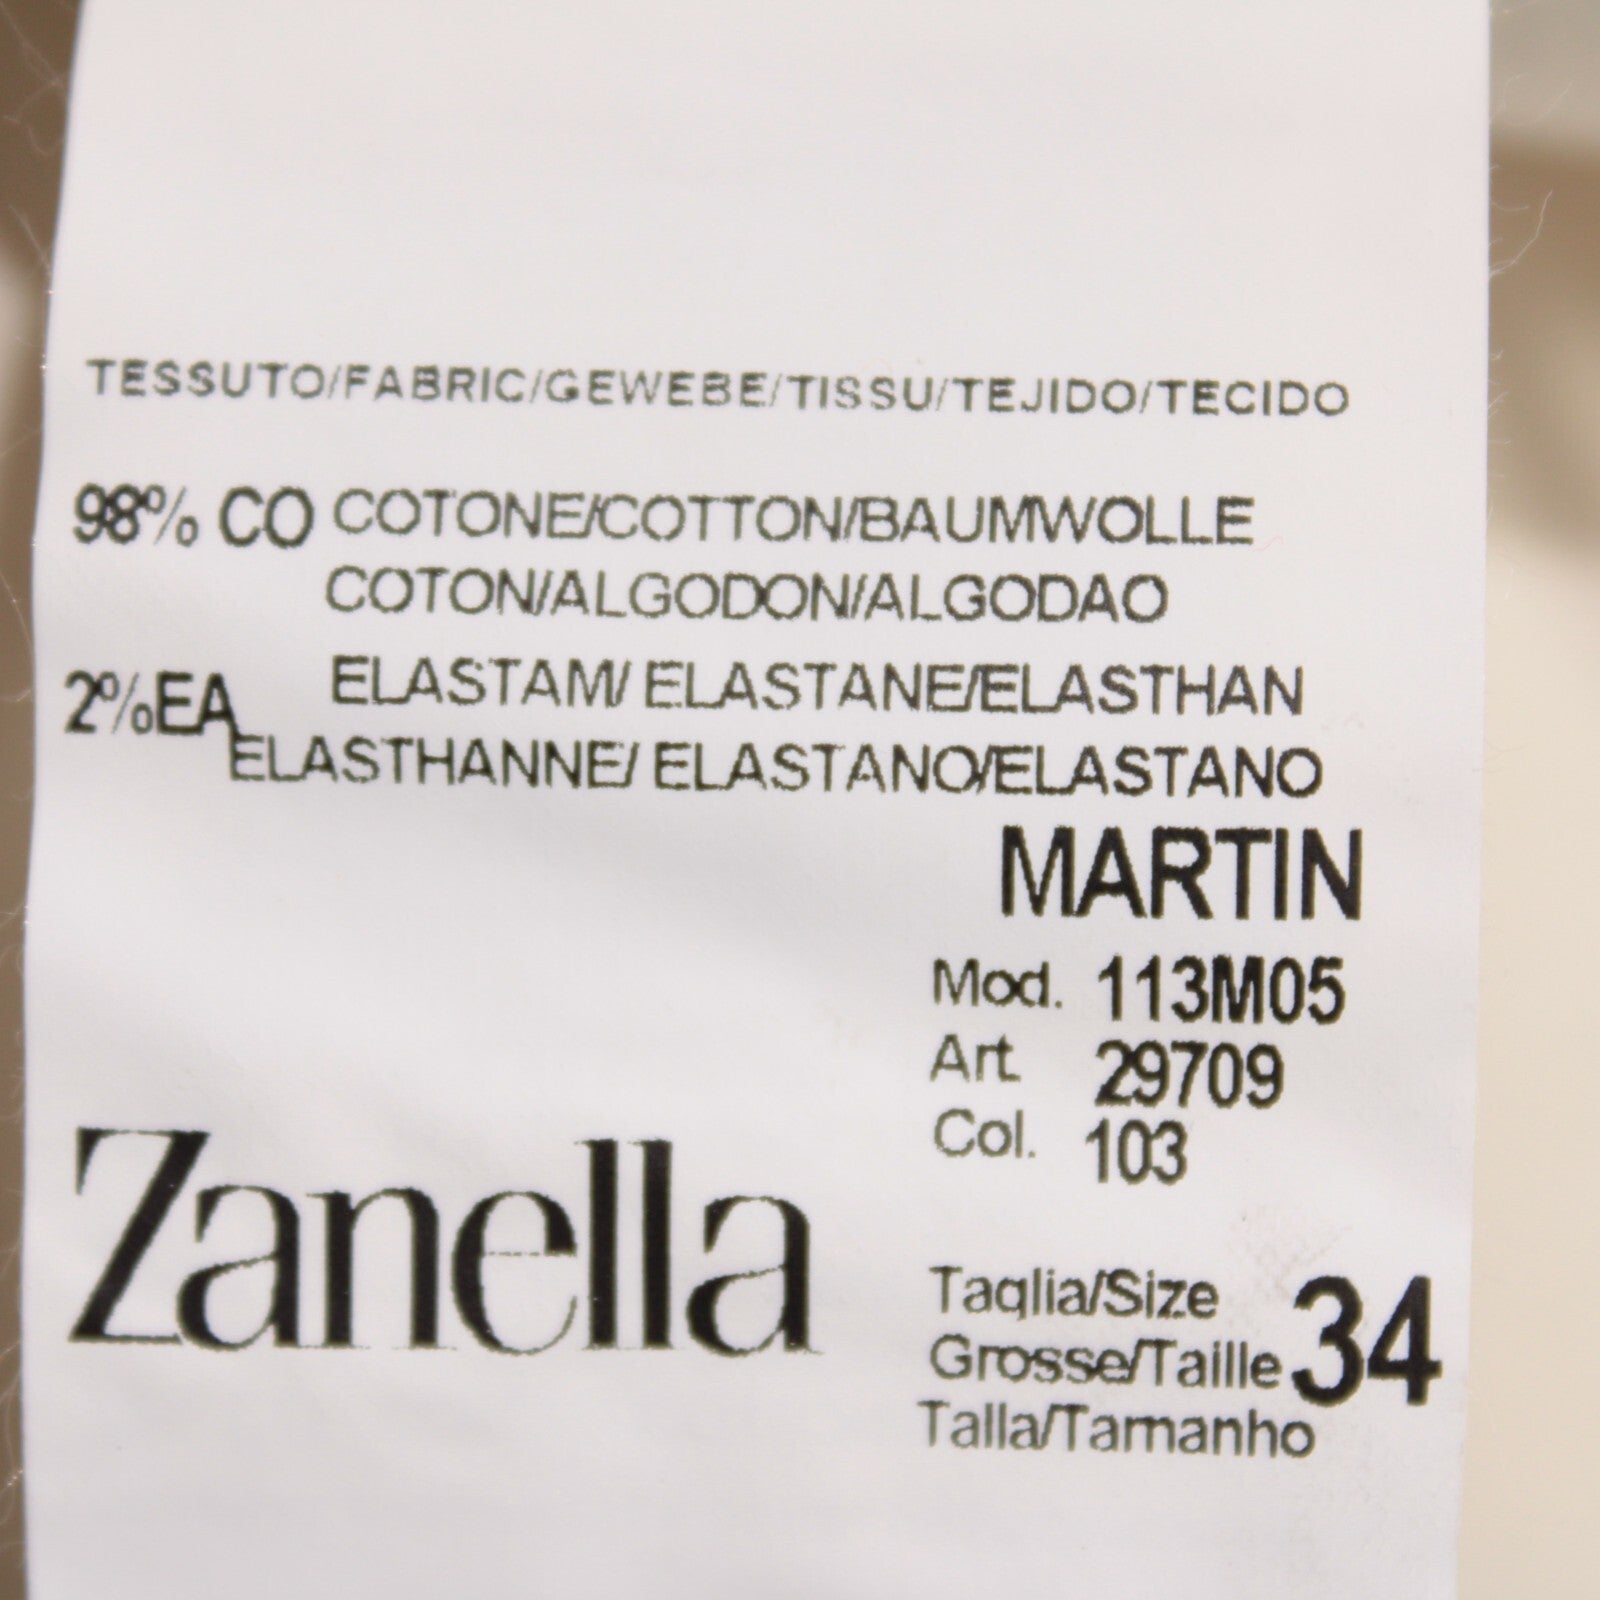 TESSUTO/FABRIC/GEWEBE/TISSU/TEJIDO/TECIDO
98% CO COTONE/COTTON/BAUMWOLLE
COTON/ALGODON/ALGODAO
2%EA ELASTAM/ ELASTANE/ELASTHAN
ELASTHANNE/ ELASTANO/ELASTANO
MARTIN
Mod. 113M05
Art. 29709
Col. 103
Zanella
Taglia/Size
Grosse/Taille 34
Talla/Tamanho